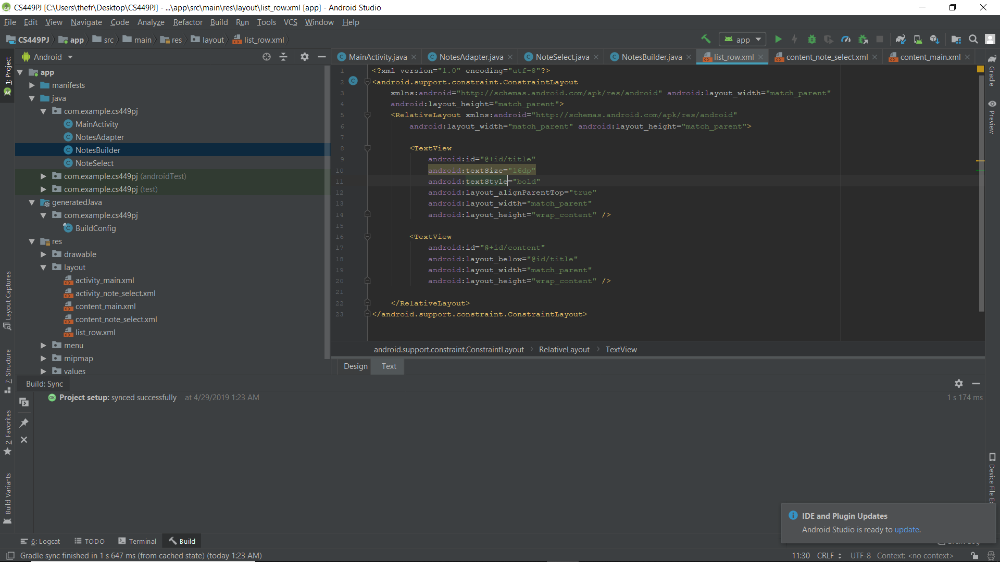 CS449PJ [C:\Users\thefr\Desktop\CS449PJ] - ...\app\src\main\res\layout\list_row.xml [app] - Android Studio
File Edit View Navigate Code Analyze Refactor Build Run Tools VCS Window Help
CS449PJ app src main res layout list_row.xml
app
Android
MainActivity.java NotesAdapter.java NoteSelect.java NotesBuilder.java list_row.xml content_note_select.xml content_main.xml
1: Project
Layout Captures
7: Structure
2: Favorites
Build Variants
app
manifests
java
com.example.cs449pj
MainActivity
NotesAdapter
NotesBuilder
NoteSelect
com.example.cs449pj (androidTest)
com.example.cs449pj (test)
generatedJava
com.example.cs449pj
BuildConfig
res
drawable
layout
activity_main.xml
activity_note_select.xml
content_main.xml
content_note_select.xml
list_row.xml
menu
mipmap
values
1 <?xml version="1.0" encoding="utf-8"?>
2 <android.support.constraint.ConstraintLayout
3 xmlns:android="http://schemas.android.com/apk/res/android" android:layout_width="match_parent"
4 android:layout_height="match_parent">
5 <RelativeLayout xmlns:android="http://schemas.android.com/apk/res/android"
6 android:layout_width="match_parent" android:layout_height="match_parent">
7
8 <TextView
9 android:id="@+id/title"
10 android:textSize="16dp"
11 android:textStyle="bold"
12 android:layout_alignParentTop="true"
13 android:layout_width="match_parent"
14 android:layout_height="wrap_content" />
15
16 <TextView
17 android:id="@+id/content"
18 android:layout_below="@id/title"
19 android:layout_width="match_parent"
20 android:layout_height="wrap_content" />
21
22 </RelativeLayout>
23 </android.support.constraint.ConstraintLayout>
android.support.constraint.ConstraintLayout RelativeLayout TextView
Design Text
Gradle
Preview
Device File Ex
Build: Sync
OK Project setup: synced successfully at 4/29/2019 1:23 AM
1 s 174 ms
IDE and Plugin Updates
Android Studio is ready to update.
6: Logcat TODO Terminal Build
Gradle sync finished in 1 s 647 ms (from cached state) (today 1:23 AM)
11:30 CRLF UTF-8 Context: <no context>